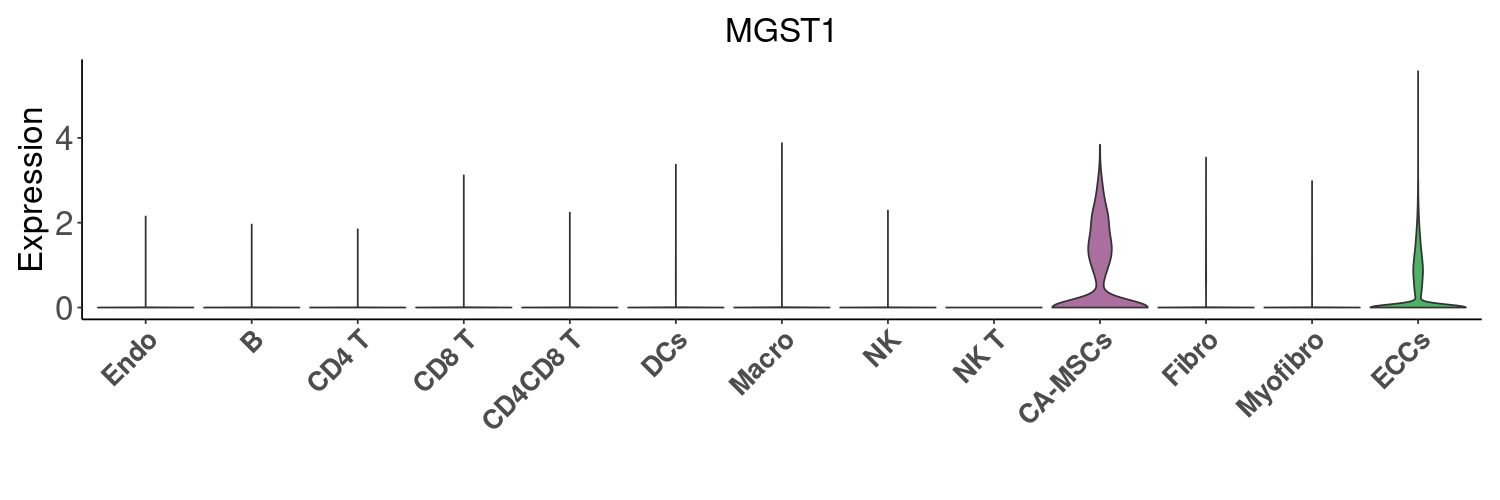 MGST1
Expression
4
2
0
Endo
B
CD4 T
CD8 T
CD4CD8 T
DCs
Macro
NK
NK T
CA-MSCs
Fibro
Myofibro
ECCs